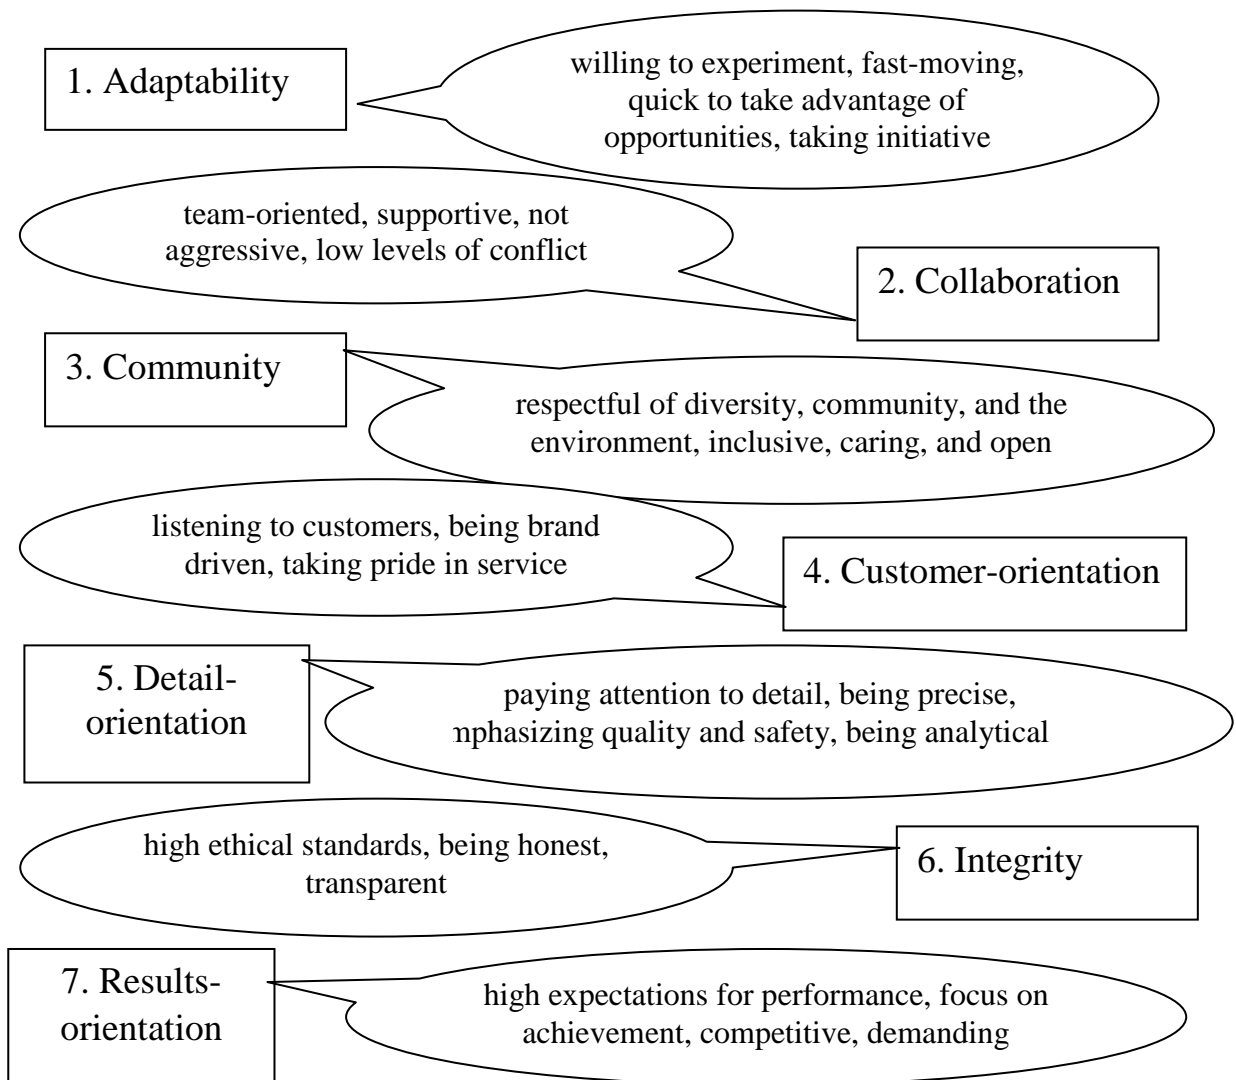 1. Adaptability
willing to experiment, fast-moving,
quick to take advantage of
opportunities, taking initiative
team-oriented, supportive, not
aggressive, low levels of conflict
2. Collaboration
3. Community
respectful of diversity, community, and the
environment, inclusive, caring, and open
listening to customers, being brand
driven, taking pride in service
4. Customer-orientation
5. Detail-
orientation
paying attention to detail, being precise,
mphasizing quality and safety, being analytical
high ethical standards, being honest,
transparent
6. Integrity
7. Results-
orientation
high expectations for performance, focus on
achievement, competitive, demanding